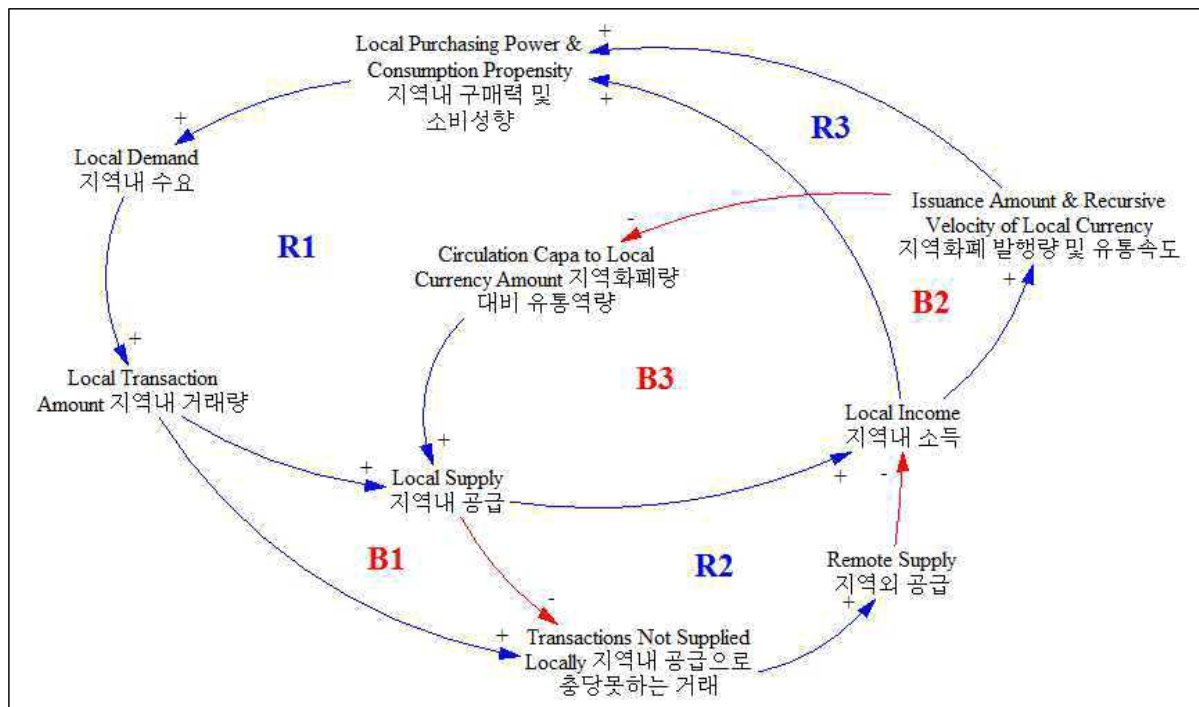 +
Local Purchasing Power &
Consumption Propensity
지역내 구매력 및
소비성향
+
R3
+
Local Demand
지역내 수요
Issuance Amount & Recursive
Velocity of Local Currency
지역화폐 발행량 및 유통속도
-
R1
Circulation Capa to Local
Currency Amount 지역화폐량
대비 유통역량
+
B2
+
Local Transaction
Amount 지역내 거래량
B3
Local Income
지역내 소득
+
+
Local Supply
지역내 공급
+
-
B1
R2
Remote Supply
지역외 공급
-
+
+
Transactions Not Supplied
Locally 지역내 공급으로
충당못하는 거래